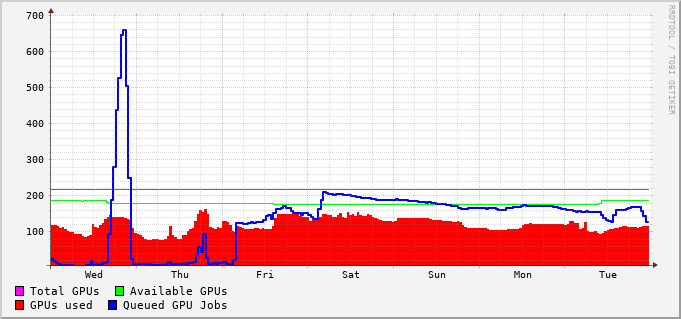 700
600
500
400
300
200
100
Wed Thu Fri Sat Sun Mon Tue
Total GPUs Available GPUs
GPUs used Queued GPU Jobs
RRDTOOL / TOBI OETIKER